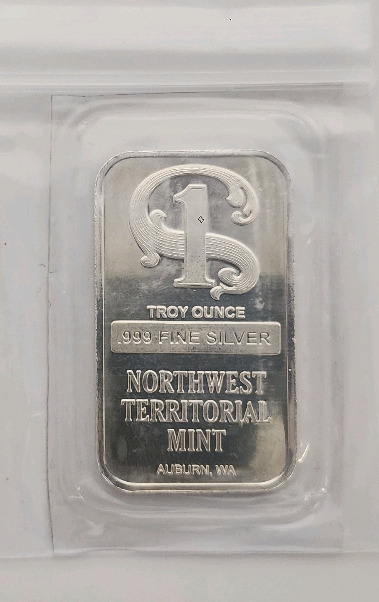 1
TROY OUNCE
.999 FINE SILVER
NORTHWEST
TERRITORIAL
MINT
AUBURN, WA